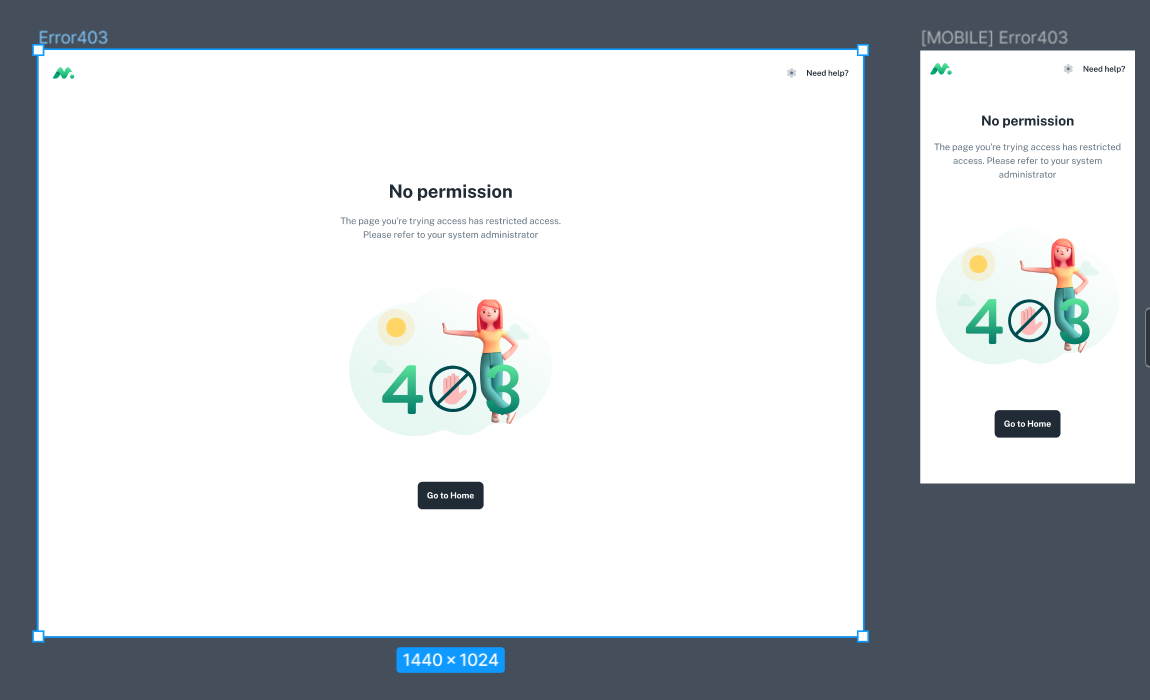 Error403
Need help?
No permission
The page you're trying access has restricted access.
Please refer to your system administrator
403
Go to Home
1440 × 1024
[MOBILE] Error403
Need help?
No permission
The page you're trying access has restricted
access. Please refer to your system
administrator
403
Go to Home